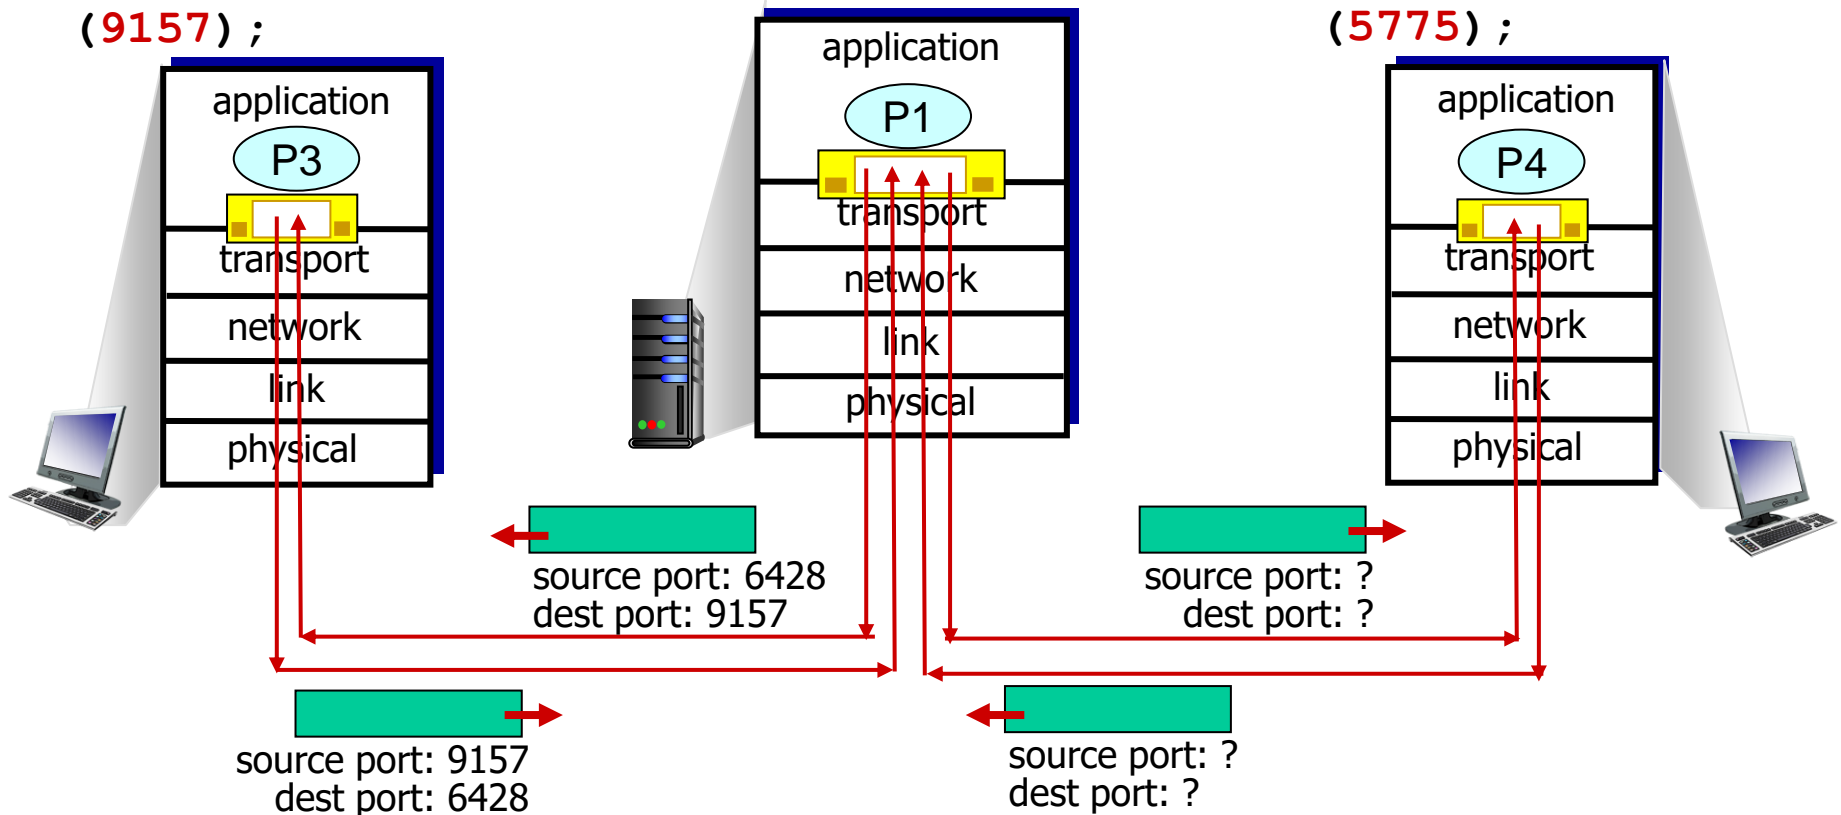 (9157);
application
P3
transport
network
link
physical
application
P1
transport
network
link
physical
(5775);
application
P4
transport
network
link
physical
source port: 6428
dest port: 9157
source port: ?
dest port: ?
source port: 9157
dest port: 6428
source port: ?
dest port: ?